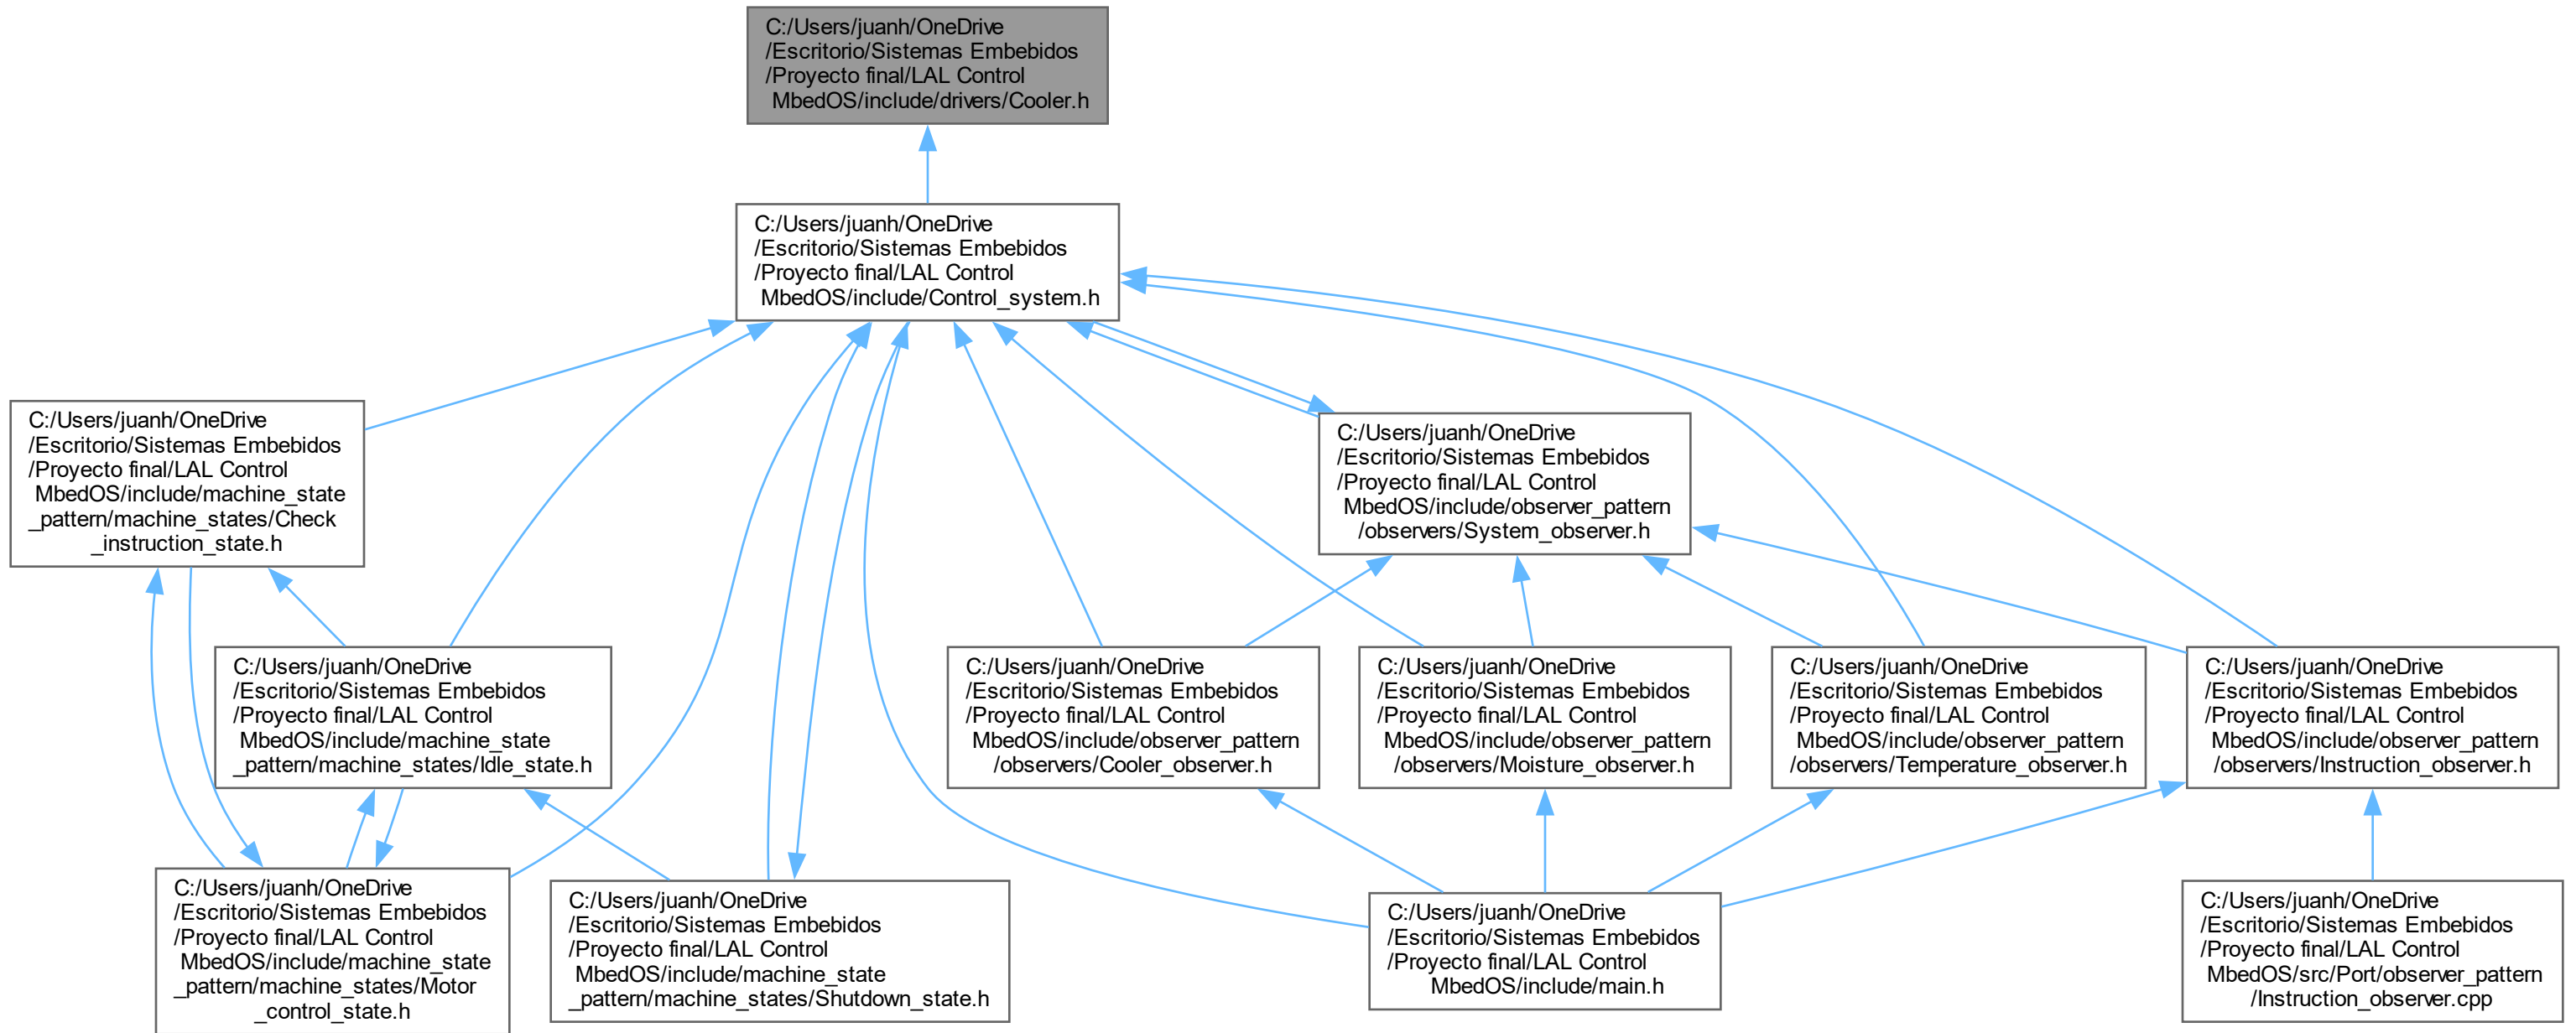 C:/Users/juanh/OneDrive
/Escritorio/Sistemas Embebidos
/Proyecto final/LAL Control
MbedOS/include/drivers/Cooler.h
C:/Users/juanh/OneDrive
/Escritorio/Sistemas Embebidos
/Proyecto final/LAL Control
MbedOS/include/Control_system.h
C:/Users/juanh/OneDrive
/Escritorio/Sistemas Embebidos
/Proyecto final/LAL Control
MbedOS/include/machine_state
_pattern/machine_states/Check
_instruction_state.h
C:/Users/juanh/OneDrive
/Escritorio/Sistemas Embebidos
/Proyecto final/LAL Control
MbedOS/include/observer_pattern
/observers/System_observer.h
C:/Users/juanh/OneDrive
/Escritorio/Sistemas Embebidos
/Proyecto final/LAL Control
MbedOS/include/machine_state
_pattern/machine_states/Idle_state.h
C:/Users/juanh/OneDrive
/Escritorio/Sistemas Embebidos
/Proyecto final/LAL Control
MbedOS/include/observer_pattern
/observers/Cooler_observer.h
C:/Users/juanh/OneDrive
/Escritorio/Sistemas Embebidos
/Proyecto final/LAL Control
MbedOS/include/observer_pattern
/observers/Moisture_observer.h
C:/Users/juanh/OneDrive
/Escritorio/Sistemas Embebidos
/Proyecto final/LAL Control
MbedOS/include/observer_pattern
/observers/Temperature_observer.h
C:/Users/juanh/OneDrive
/Escritorio/Sistemas Embebidos
/Proyecto final/LAL Control
MbedOS/include/observer_pattern
/observers/Instruction_observer.h
C:/Users/juanh/OneDrive
/Escritorio/Sistemas Embebidos
/Proyecto final/LAL Control
MbedOS/include/machine_state
_pattern/machine_states/Motor
_control_state.h
C:/Users/juanh/OneDrive
/Escritorio/Sistemas Embebidos
/Proyecto final/LAL Control
MbedOS/include/machine_state
_pattern/machine_states/Shutdown_state.h
C:/Users/juanh/OneDrive
/Escritorio/Sistemas Embebidos
/Proyecto final/LAL Control
MbedOS/include/main.h
C:/Users/juanh/OneDrive
/Escritorio/Sistemas Embebidos
/Proyecto final/LAL Control
MbedOS/src/Port/observer_pattern
/Instruction_observer.cpp